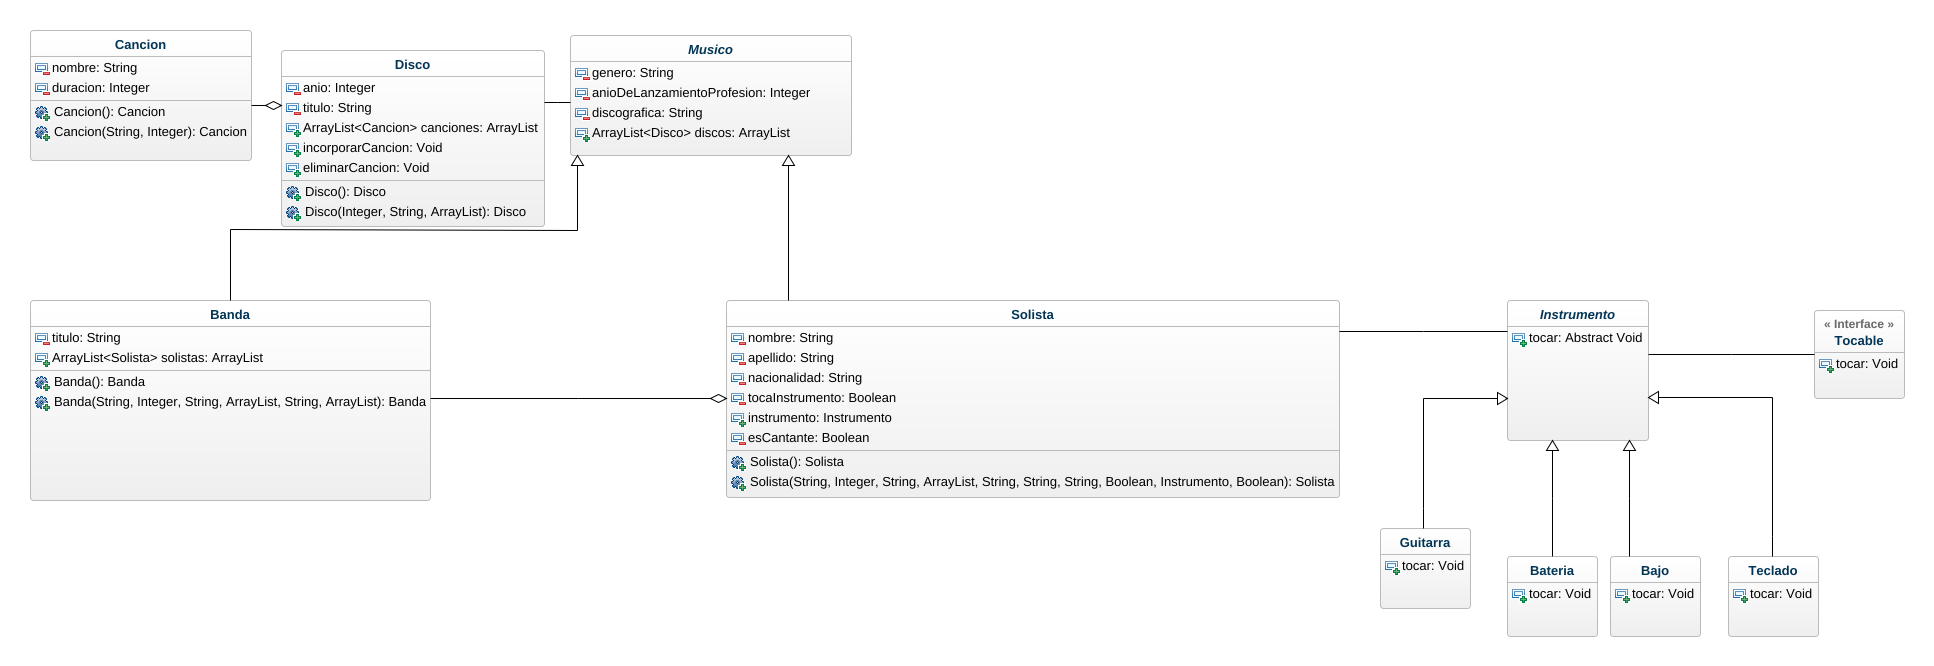 Cancion
nombre: String
duracion: Integer
Cancion(): Cancion
Cancion(String, Integer): Cancion
Disco
anio: Integer
titulo: String
ArrayList<Cancion> canciones: ArrayList
incorporarCancion: Void
eliminarCancion: Void
Disco(): Disco
Disco(Integer, String, ArrayList): Disco
Musico
genero: String
anioDeLanzamientoProfesion: Integer
discografica: String
ArrayList<Disco> discos: ArrayList
Banda
titulo: String
ArrayList<Solista> solistas: ArrayList
Banda(): Banda
Banda(String, Integer, String, ArrayList, String, ArrayList): Banda
Solista
nombre: String
apellido: String
nacionalidad: String
tocaInstrumento: Boolean
instrumento: Instrumento
esCantante: Boolean
Solista(): Solista
Solista(String, Integer, String, ArrayList, String, String, String, Boolean, Instrumento, Boolean): Solista
Instrumento
tocar: Abstract Void
« Interface »
Tocable
tocar: Void
Guitarra
tocar: Void
Bateria
tocar: Void
Bajo
tocar: Void
Teclado
tocar: Void